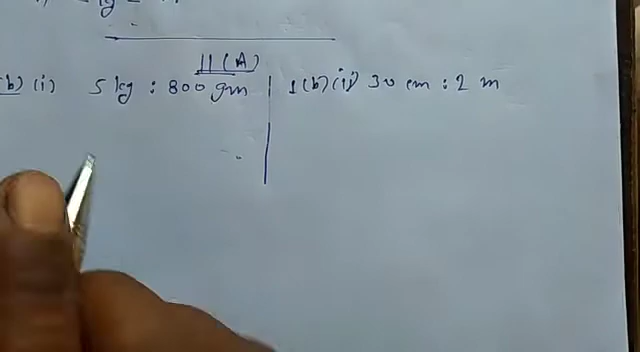 11(A)
b) (i) 5 kg : 800 gm
1(b)(ii) 30 cm : 2 m